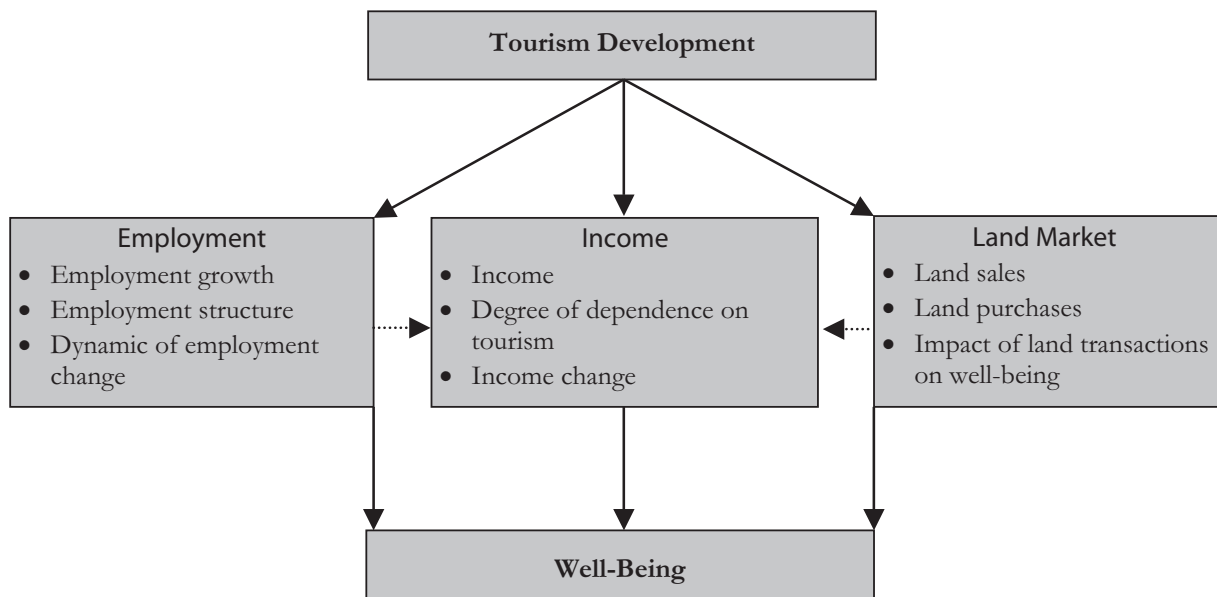 Tourism Development
Employment
• Employment growth
• Employment structure
• Dynamic of employment
change
Income
• Income
• Degree of dependence on
tourism
• Income change
Land Market
• Land sales
• Land purchases
• Impact of land transactions
on well-being
Well-Being